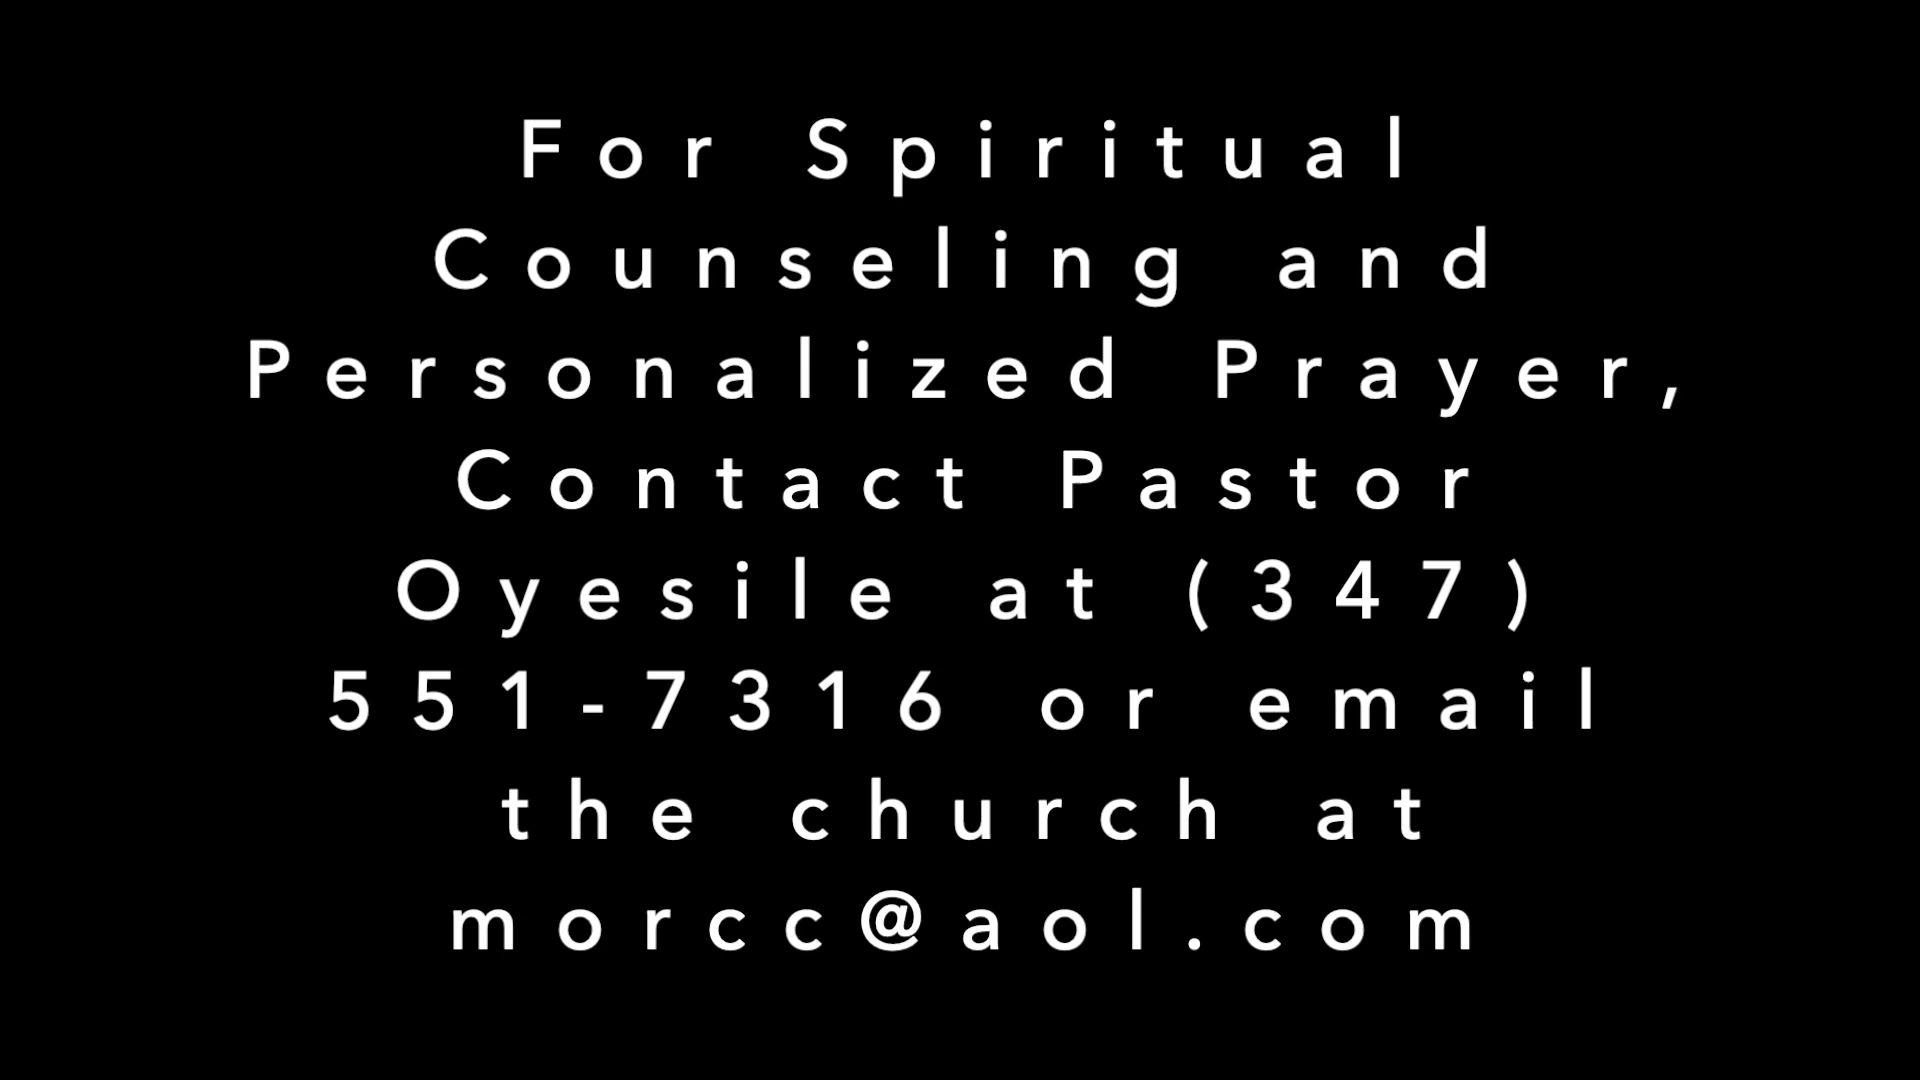 For Spiritual
Counseling and
Personalized Prayer,
Contact Pastor
Oyesile at (347)
551-7316 or email
the church at
morcc@aol.com